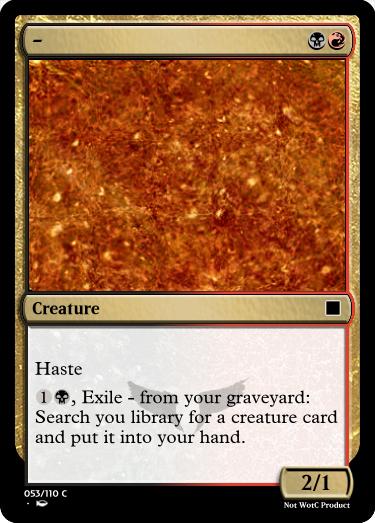 -
Creature
Haste
1, Exile - from your graveyard:
Search you library for a creature card
and put it into your hand.
2/1
053/110 C
Not WotC Product